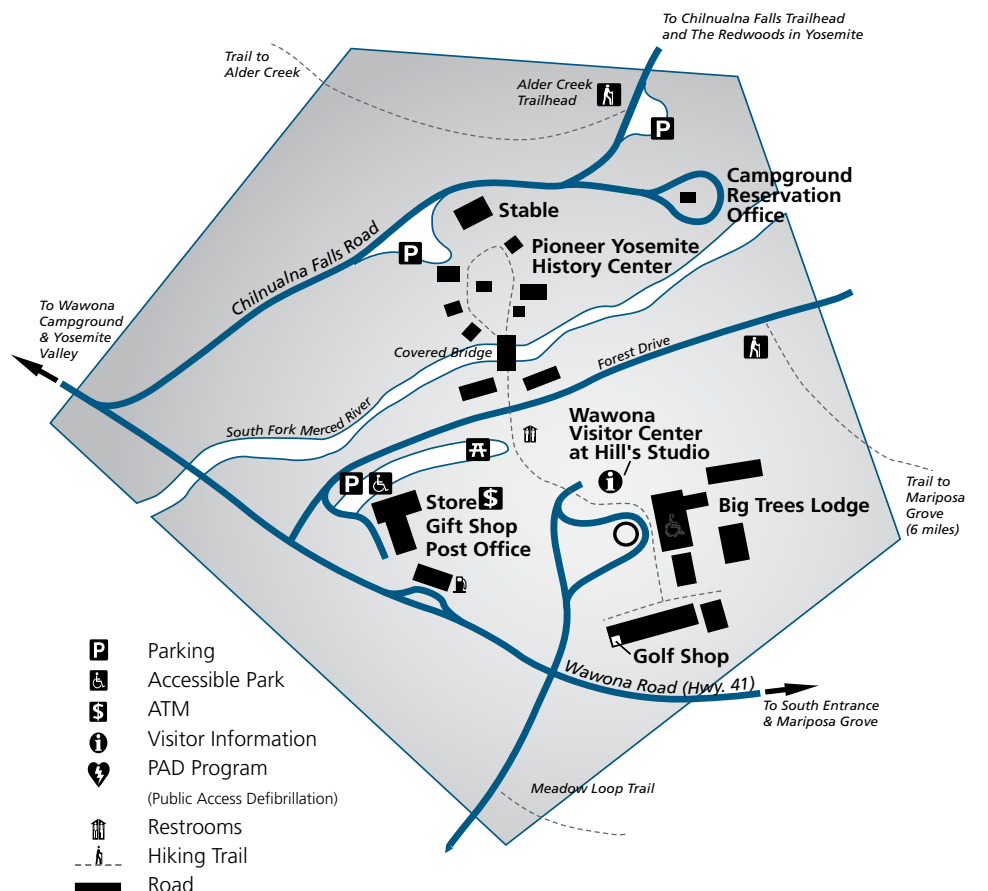 To Chilnualna Falls Trailhead
and The Redwoods in Yosemite
Trail to
Alder Creek
Alder Creek
Trailhead
P
Campground
Reservation
Office
Stable
Pioneer Yosemite
History Center
P
Chilnualna Falls Road
To Wawona
Campground
& Yosemite
Valley
Covered Bridge
Forest Drive
South Fork Merced River
Wawona
Visitor Center
at Hill's Studio
i
P
Store $
Gift Shop
Post Office
Big Trees Lodge
Trail to
Mariposa
Grove
(6 miles)
Golf Shop
Wawona Road (Hwy. 41)
To South Entrance
& Mariposa Grove
Meadow Loop Trail
P Parking
Accessible Park
$ ATM
i Visitor Information
PAD Program
(Public Access Defibrillation)
Restrooms
Hiking Trail
Road